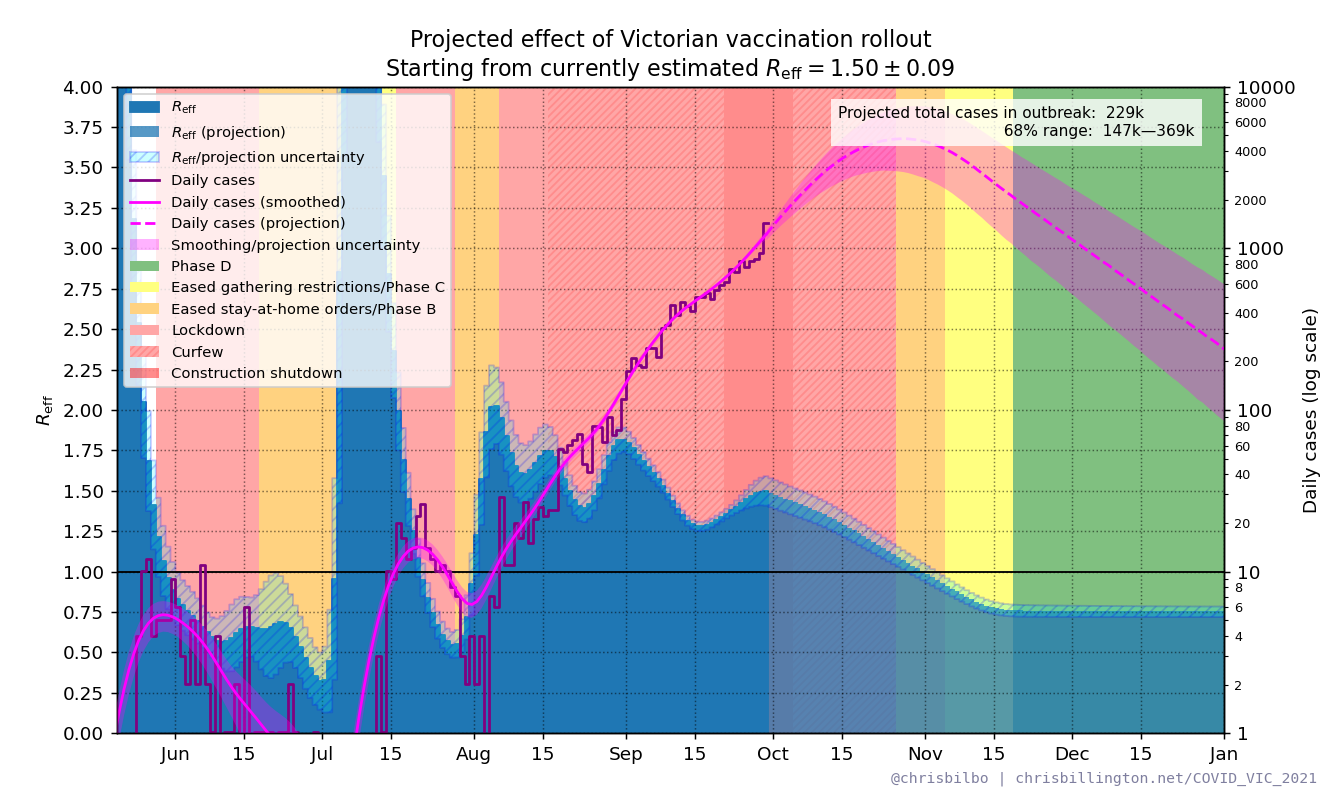 Projected effect of Victorian vaccination rollout
Starting from currently estimated R_eff = 1.50 ± 0.09
Projected total cases in outbreak: 229k
68% range: 147k—369k
R_eff
R_eff (projection)
R_eff/projection uncertainty
Daily cases
Daily cases (smoothed)
Daily cases (projection)
Smoothing/projection uncertainty
Phase D
Eased gathering restrictions/Phase C
Eased stay-at-home orders/Phase B
Lockdown
Curfew
Construction shutdown
R_eff
4.00
3.75
3.50
3.25
3.00
2.75
2.50
2.25
2.00
1.75
1.50
1.25
1.00
0.75
0.50
0.25
0.00
10000
8000
6000
4000
2000
1000
800
600
400
200
100
80
60
40
20
10
8
6
4
2
1
Daily cases (log scale)
Jun 15 Jul 15 Aug 15 Sep 15 Oct 15 Nov 15 Dec 15 Jan
@chrisbilbo | chrisbillington.net/COVID_VIC_2021